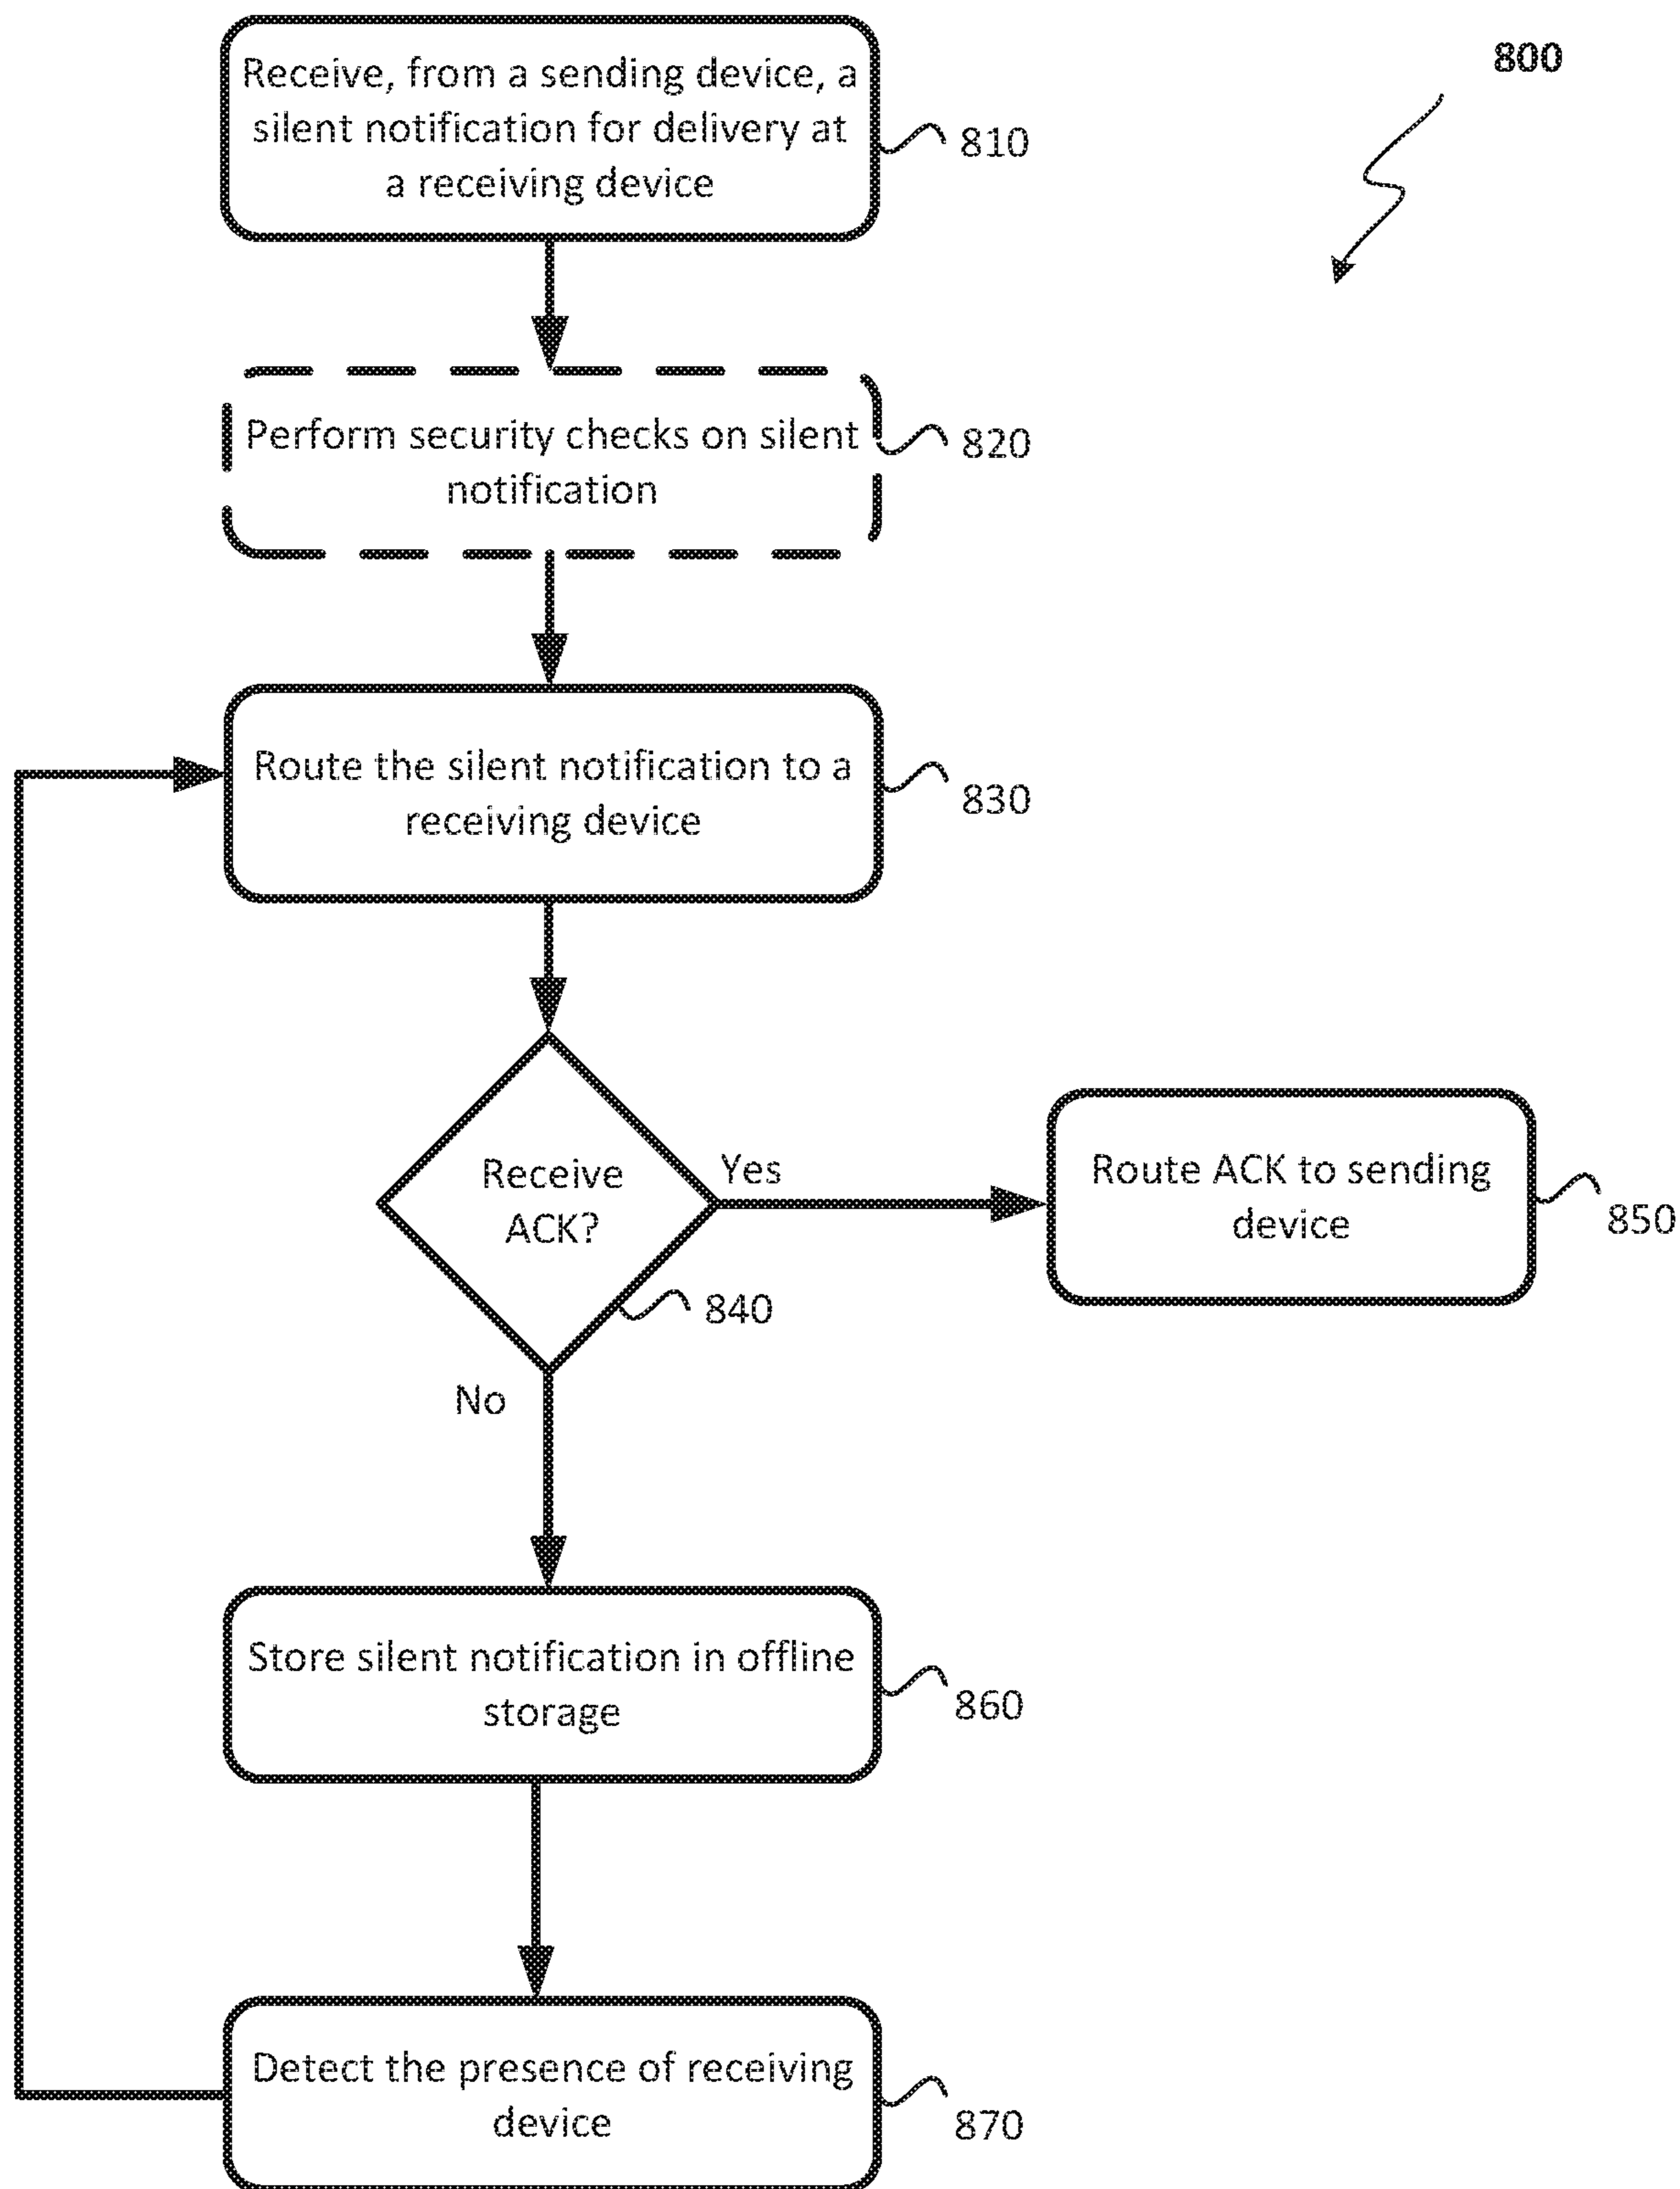 800
Receive, from a sending device, a
silent notification for delivery at
a receiving device
810
Perform security checks on silent
notification
820
Route the silent notification to a
receiving device
830
Receive
ACK?
840
Yes
Route ACK to sending
device
850
No
Store silent notification in offline
storage
860
Detect the presence of receiving
device
870